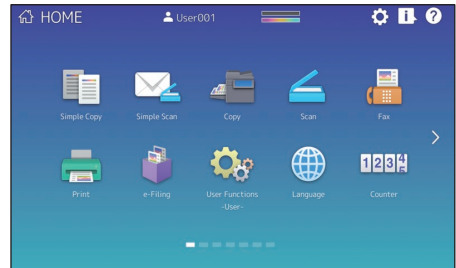 HOME
User001
i
?
Simple Copy
Simple Scan
Copy
Scan
Fax
Print
e-Filing
User Functions
-User-
Language
Counter